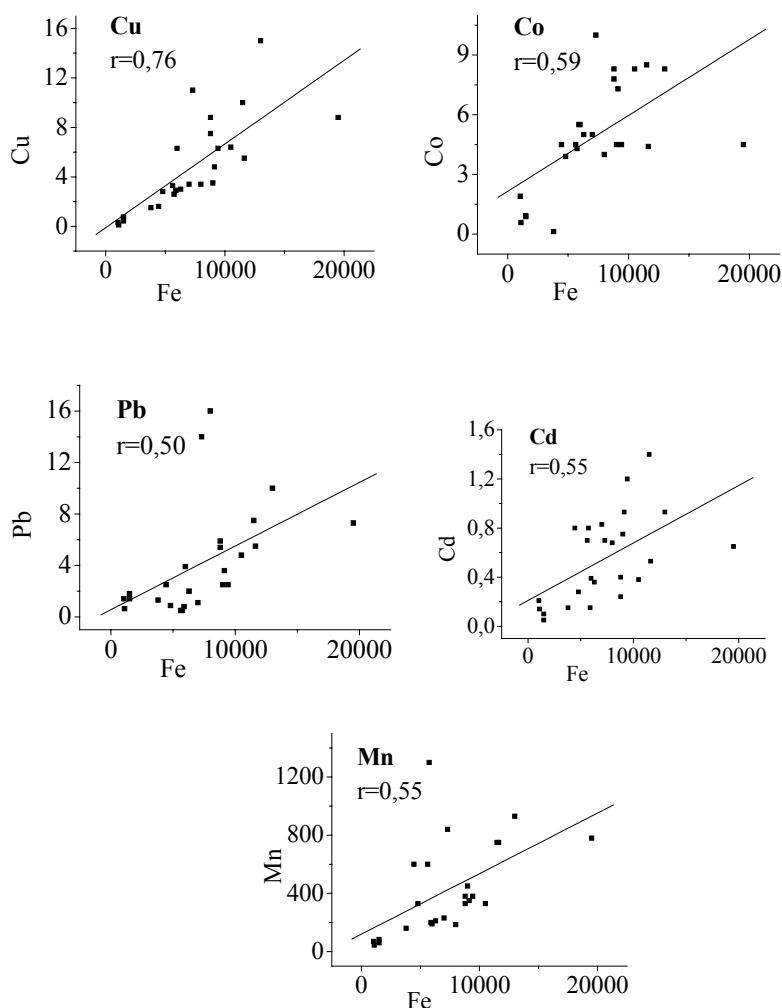 Cu
r=0,76
16
12
8
4
0
Cu
0 10000 20000
Fe
Co
r=0,59
9
6
3
0
Co
0 10000 20000
Fe
Pb
r=0,50
16
12
8
4
0
Pb
0 10000 20000
Fe
Cd
r=0,55
1,6
1,2
0,8
0,4
0,0
Cd
0 10000 20000
Fe
Mn
r=0,55
1200
800
400
0
Mn
0 10000 20000
Fe